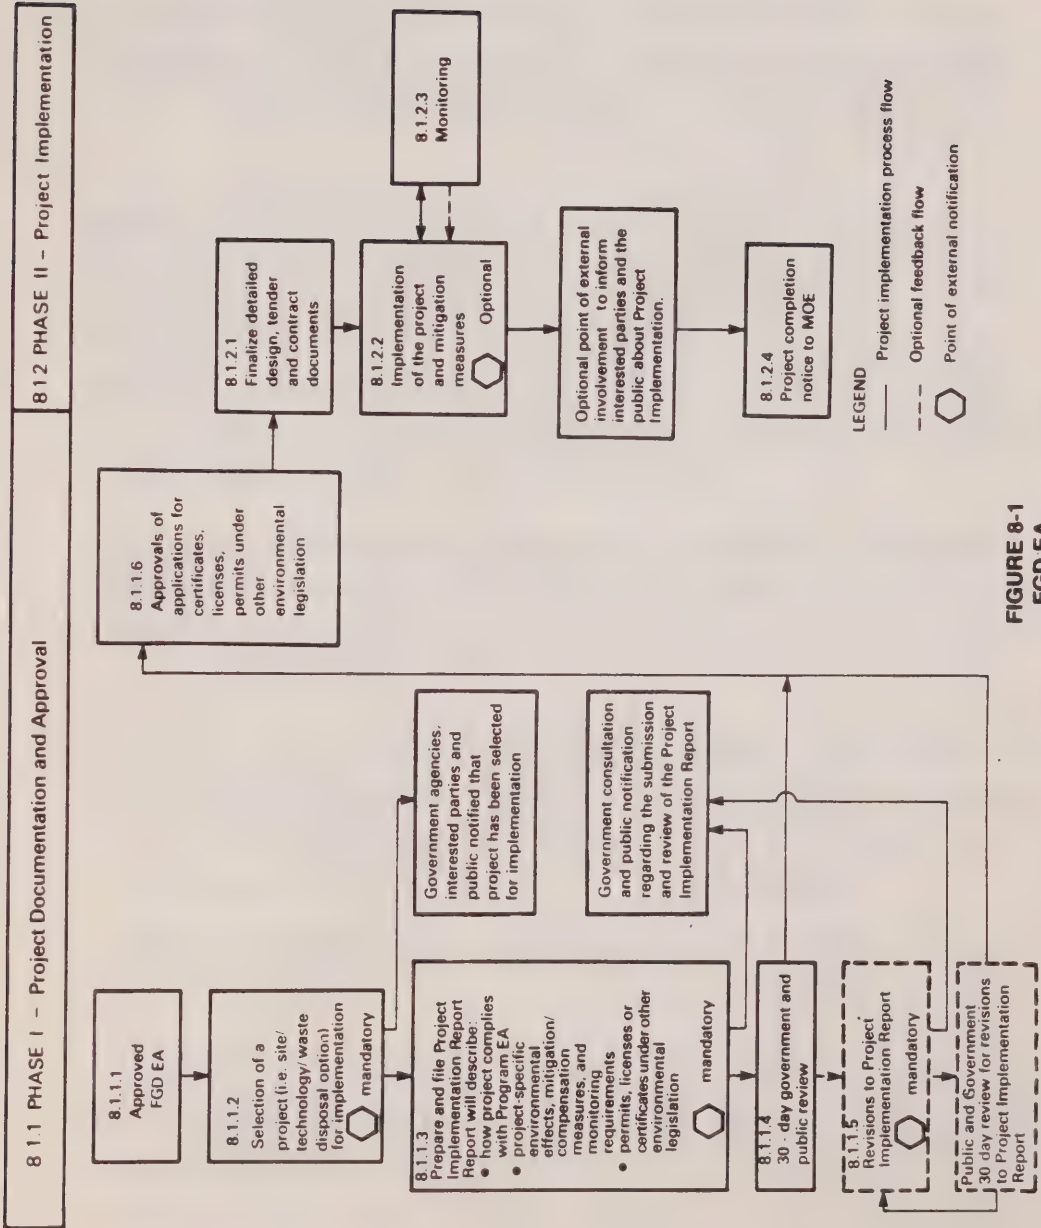 8 1.1 PHASE I – Project Documentation and Approval
812 PHASE II – Project Implementation
8.1.1.1
Approved
FGD EA
8.1.1.2
Selection of a
project (i.e. site/
technology/waste
disposal option)
for implementation
mandatory
Government agencies,
interested parties and
public notified that
project has been selected
for implementation
8.1.1.3
Prepare and file Project
Implementation Report
Report will describe:
• how project complies
with Program EA
• project-specific
environmental
effects, mitigation/
compensation
measures, and
monitoring
requirements
• permits, licenses or
certificates under other
environmental
legislation
mandatory
Government consultation
and public notification
regarding the submission
and review of the Project
Implementation Report
8.1.1.4
30 - day government and
public review
8.1.1.5
Revisions to Project
Implementation Report
mandatory
Public and Government
30 day review for revisions
to Project Implementation
Report
8.1.1.6
Approvals of
applications for
certificates,
licenses,
permits under
other
environmental
legislation
8.1.2.1
Finalize detailed
design, tender
and contract
documents
8.1.2.2
Implementation
of the project
and mitigation
measures
Optional
8.1.2.3
Monitoring
Optional point of external
involvement to inform
interested parties and the
public about Project
Implementation.
8.1.2.4
Project completion
notice to MOE
LEGEND
Project implementation process flow
Optional feedback flow
Point of external notification
FIGURE 8-1
FGD EA